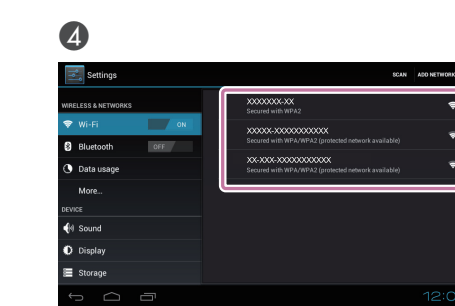 4
Settings
SCAN ADD NETWORK
WIRELESS & NETWORKS
Wi-Fi ON
Bluetooth OFF
Data usage
More...
DEVICE
Sound
Display
Storage
XXXXXXX-XX
Secured with WPA2
XXXXX-XXXXXXXXXXX
Secured with WPA/WPA2 (protected network available)
XX-XXX-XXXXXXXXXXX
Secured with WPA/WPA2 (protected network available)